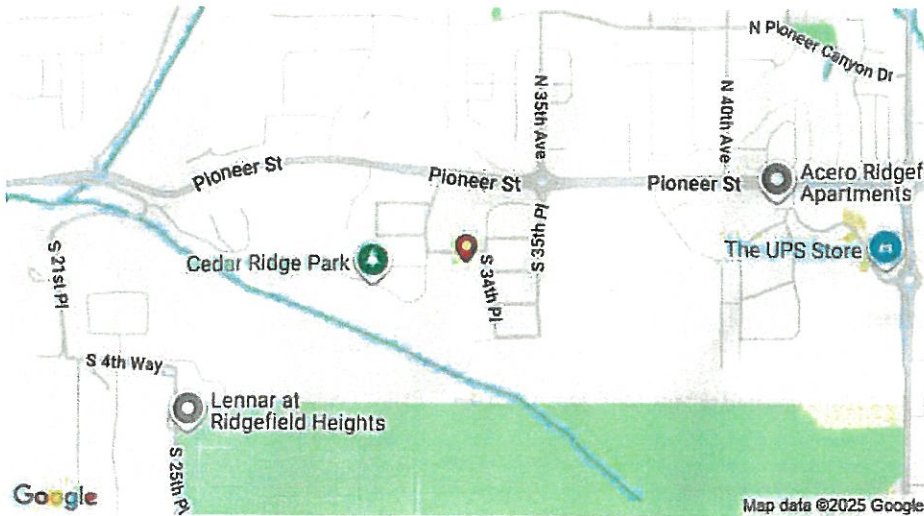 N Pioneer Canyon Dr
N 35th Ave
N 40th Ave
Pioneer St
Pioneer St
Pioneer St
Acero Ridgef
Apartments
S 21st Pl
Cedar Ridge Park
S 34th Pl
S 35th Pl
The UPS Store
S 4th Way
Lennar at
Ridgefield Heights
S 25th Pl
Google
Map data ©2025 Google